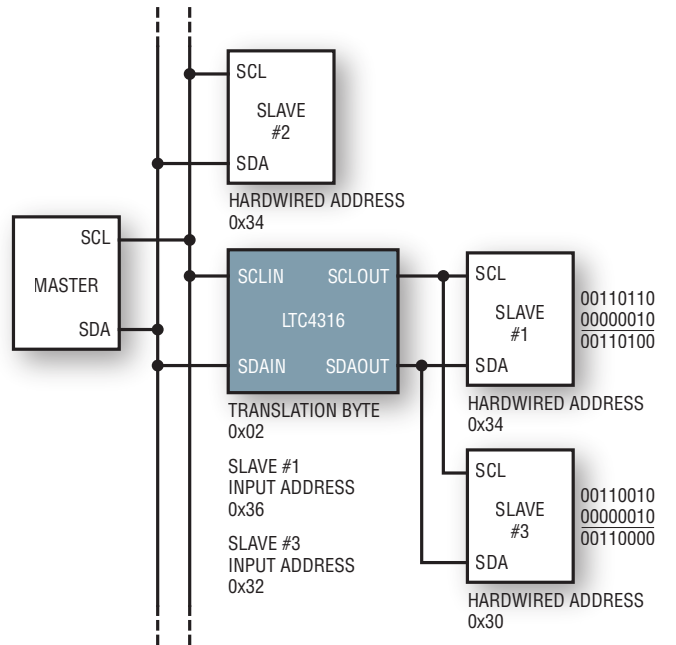 SCL
SLAVE
#2
SDA
HARDWIRED ADDRESS
0x34
SCL
MASTER
SDA
SCLIN SCLOUT
LTC4316
SDAIN SDAOUT
TRANSLATION BYTE
0x02
SLAVE #1
INPUT ADDRESS
0x36
SLAVE #3
INPUT ADDRESS
0x32
SCL
SLAVE
#1
SDA
00110110
00000010
00110100
HARDWIRED ADDRESS
0x34
SCL
SLAVE
#3
SDA
00110010
00000010
00110000
HARDWIRED ADDRESS
0x30